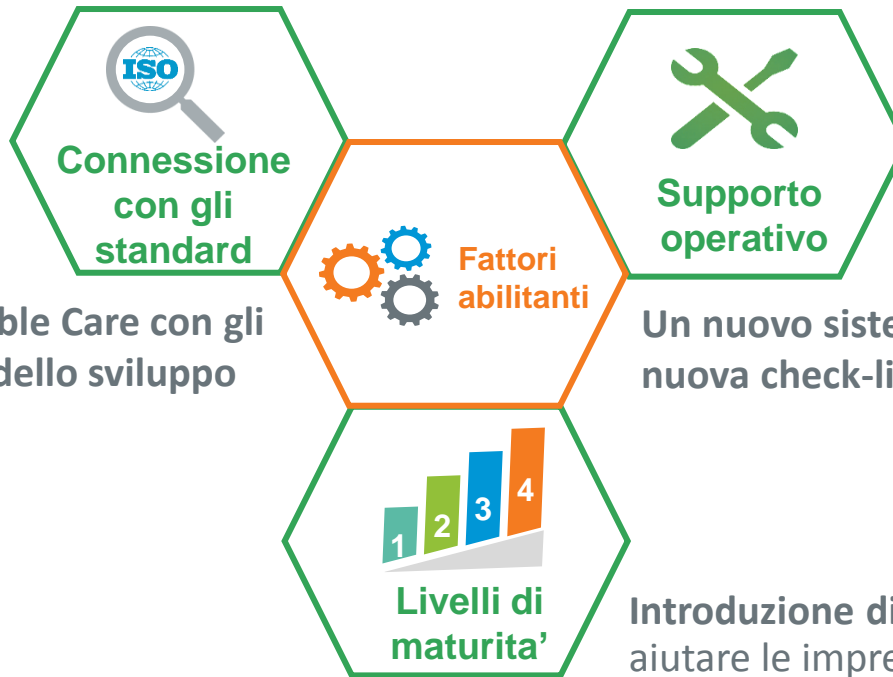 ISO
Connessione
con gli
standard
Supporto
operativo
Fattori
abilitanti
ble Care con gli
dello sviluppo
Un nuovo siste
nuova check-li
1 2 3 4
Livelli di
maturita’
Introduzione di
aiutare le impre